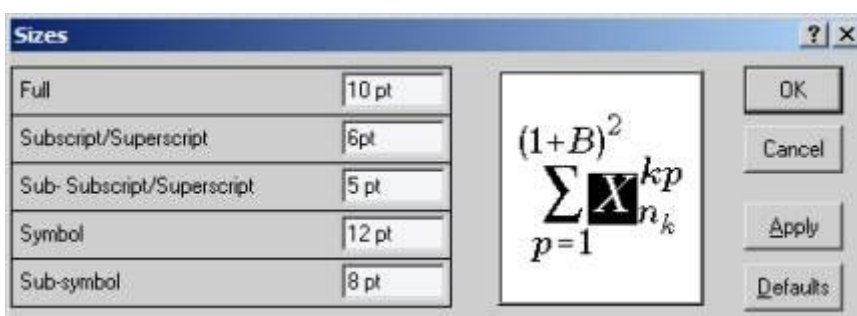 Sizes ? ×
Full 10 pt
Subscript/Superscript 6pt
Sub- Subscript/Superscript 5 pt
Symbol 12 pt
Sub-symbol 8 pt
(1+B)²
∑ X kp
n k
p=1
OK
Cancel
Apply
Defaults